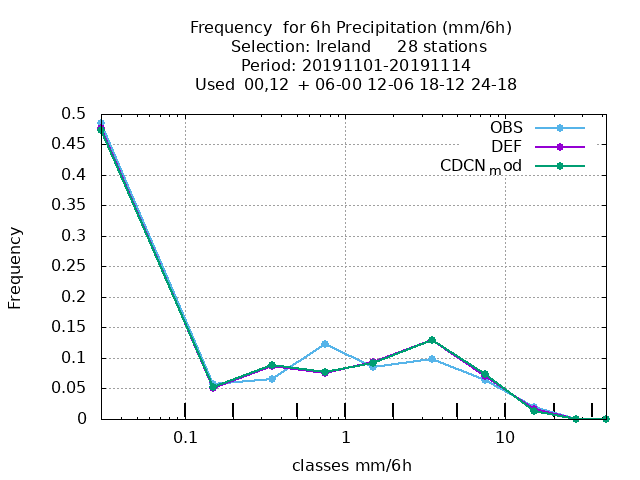 Frequency  for 6h Precipitation (mm/6h)
Selection: Ireland     28 stations
Period: 20191101-20191114
Used  00,12  + 06-00 12-06 18-12 24-18
OBS
DEF
CDCN_mod
Frequency
0.5
0.45
0.4
0.35
0.3
0.25
0.2
0.15
0.1
0.05
0
0.1 1 10
classes mm/6h